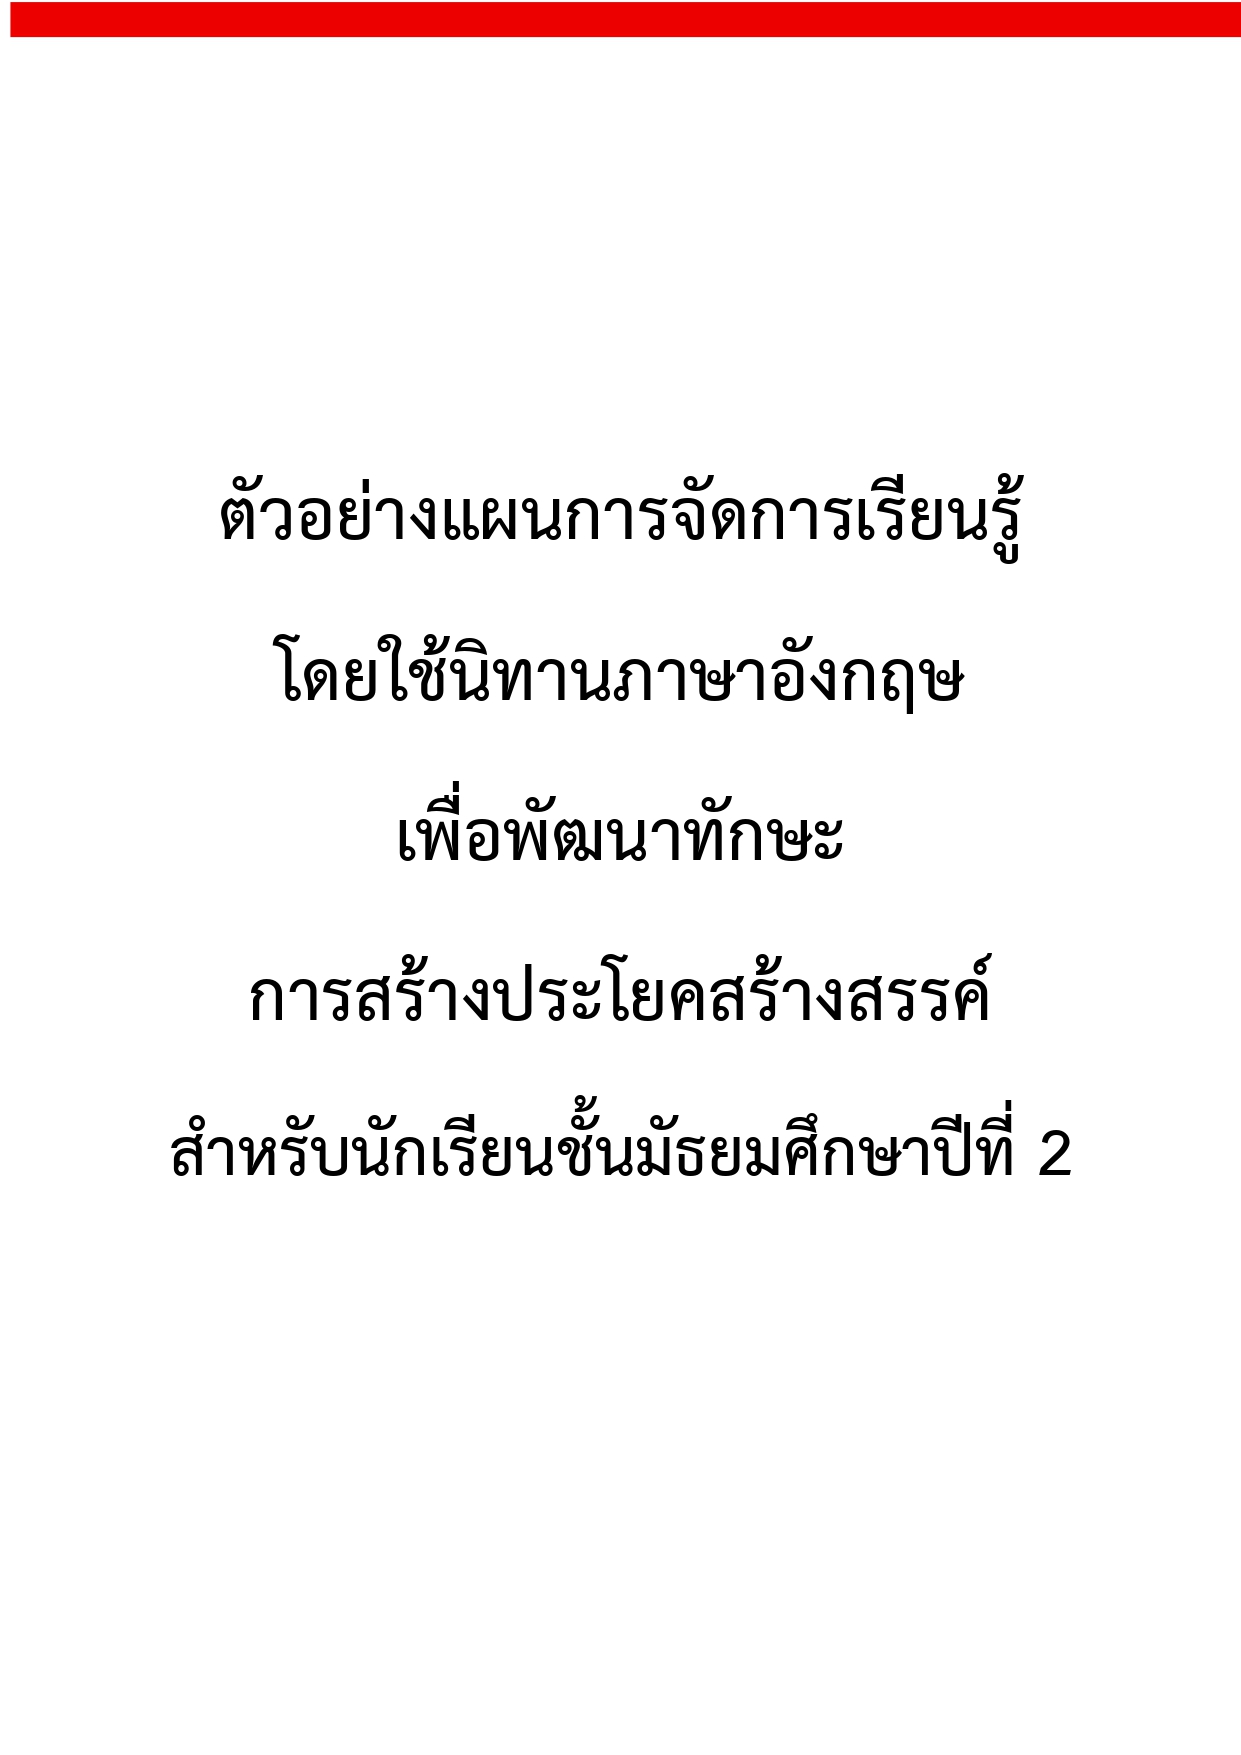 ตัวอย่างแผนการจัดการเรียนรู้
โดยใช้นิทานภาษาอังกฤษ
เพื่อพัฒนาทักษะ
การสร้างประโยคสร้างสรรค์
สำหรับนักเรียนชั้นมัธยมศึกษาปีที่ 2